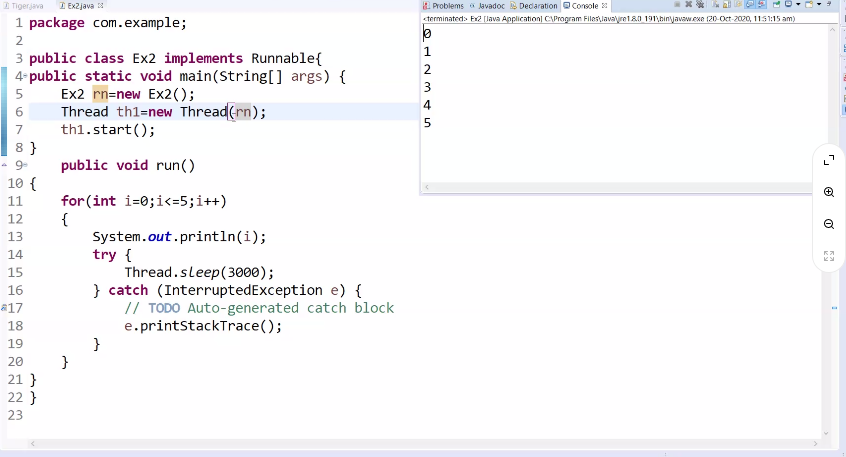 Tiger.java Ex2.java
1 package com.example;
2
3 public class Ex2 implements Runnable{
4 public static void main(String[] args) {
5 Ex2 rn=new Ex2();
6 Thread th1=new Thread(rn);
7 th1.start();
8 }
9 public void run()
10 {
11 for(int i=0;i<=5;i++)
12 {
13 System.out.println(i);
14 try {
15 Thread.sleep(3000);
16 } catch (InterruptedException e) {
17 // TODO Auto-generated catch block
18 e.printStackTrace();
19 }
20 }
21 }
22 }
23
Problems Javadoc Declaration Console
<terminated> Ex2 [Java Application] C:\Program Files\Java\jre1.8.0_191\bin\javaw.exe (20-Oct-2020, 11:51:15 am)
0
1
2
3
4
5